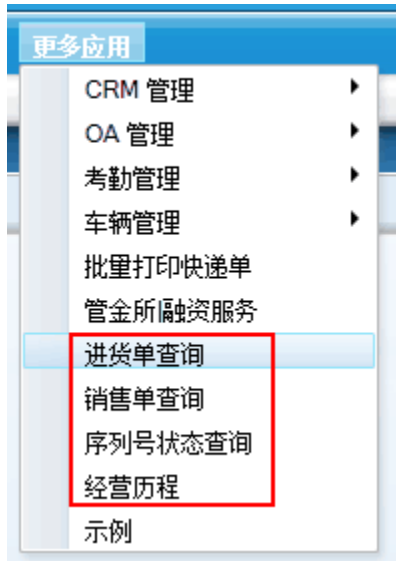 更多应用
CRM 管理
OA 管理
考勤管理
车辆管理
批量打印快递单
管金所融资服务
进货单查询
销售单查询
序列号状态查询
经营历程
示例